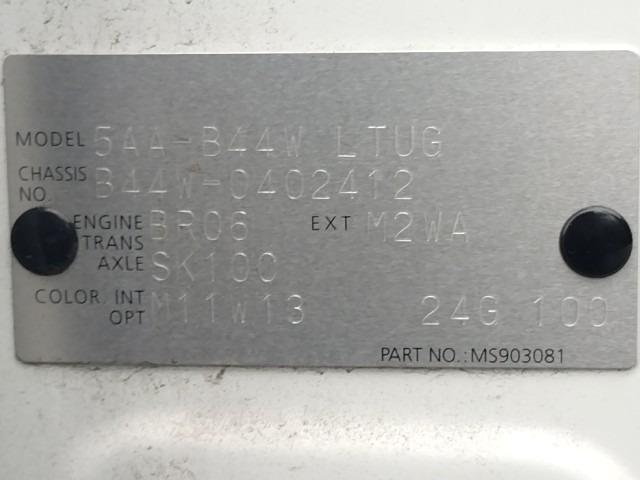 MODEL 5AA-B44W LTUG
CHASSIS NO. B44W-0402412
ENGINE BR06 EXT M2WA
TRANS
AXLE SK10C
COLOR INT M11W13 24G 100
OPT
PART NO.: MS903081